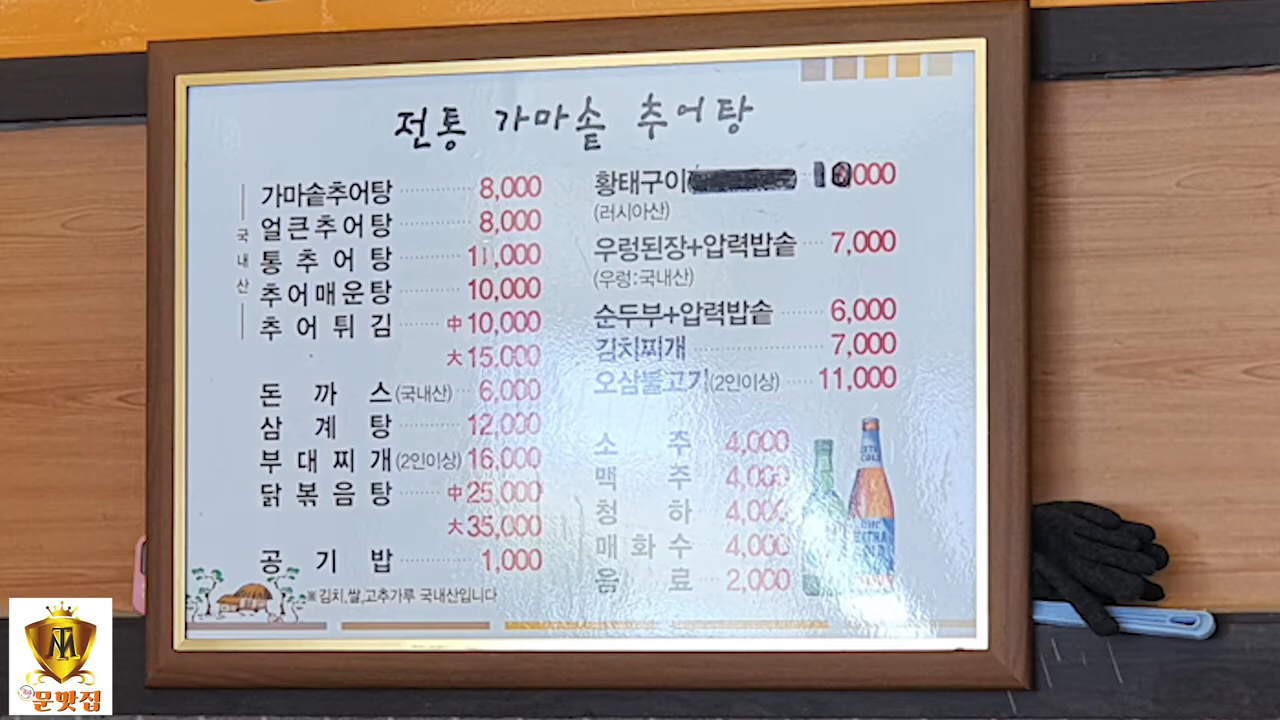 전통 가마솥 추어탕
국내산
가마솥추어탕 8,000
얼큰추어탕 8,000
통추어탕 11,000
추어매운탕 10,000
추어튀김 中 10,000
大 15,000
돈까스(국내산) 6,000
삼계탕 12,000
부대찌개(2인이상) 16,000
닭볶음탕 中 25,000
大 35,000
공기밥 1,000
※ 김치,쌀,고추가루 국내산입니다
황태구이 10,000
(러시아산)
우렁된장+압력밥솥 7,000
(우렁:국내산)
순두부+압력밥솥 6,000
김치찌개 7,000
오삼불고기(2인이상) 11,000
소주 4,000
맥주 4,000
청하 4,000
매화수 4,000
음료 2,000
TM
문맛집